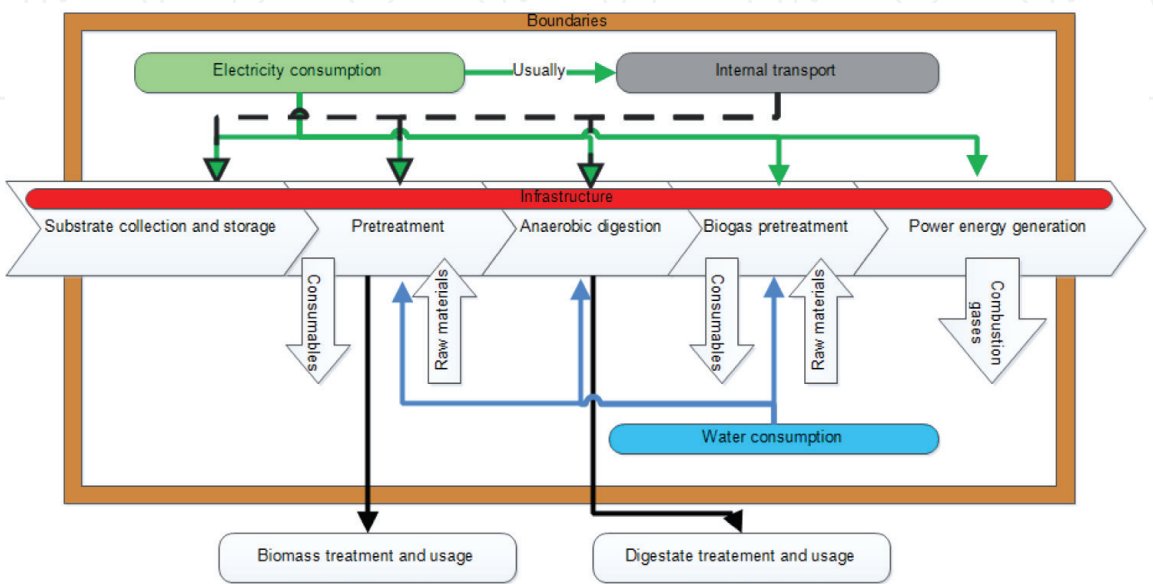 Boundaries
Electricity consumption
Usually
Internal transport
Infrastructure
Substrate collection and storage
Pretreatment
Anaerobic digestion
Biogas pretreatment
Power energy generation
Consumables
Raw materials
Consumables
Raw materials
Combustion
gases
Water consumption
Biomass treatment and usage
Digestate treatement and usage